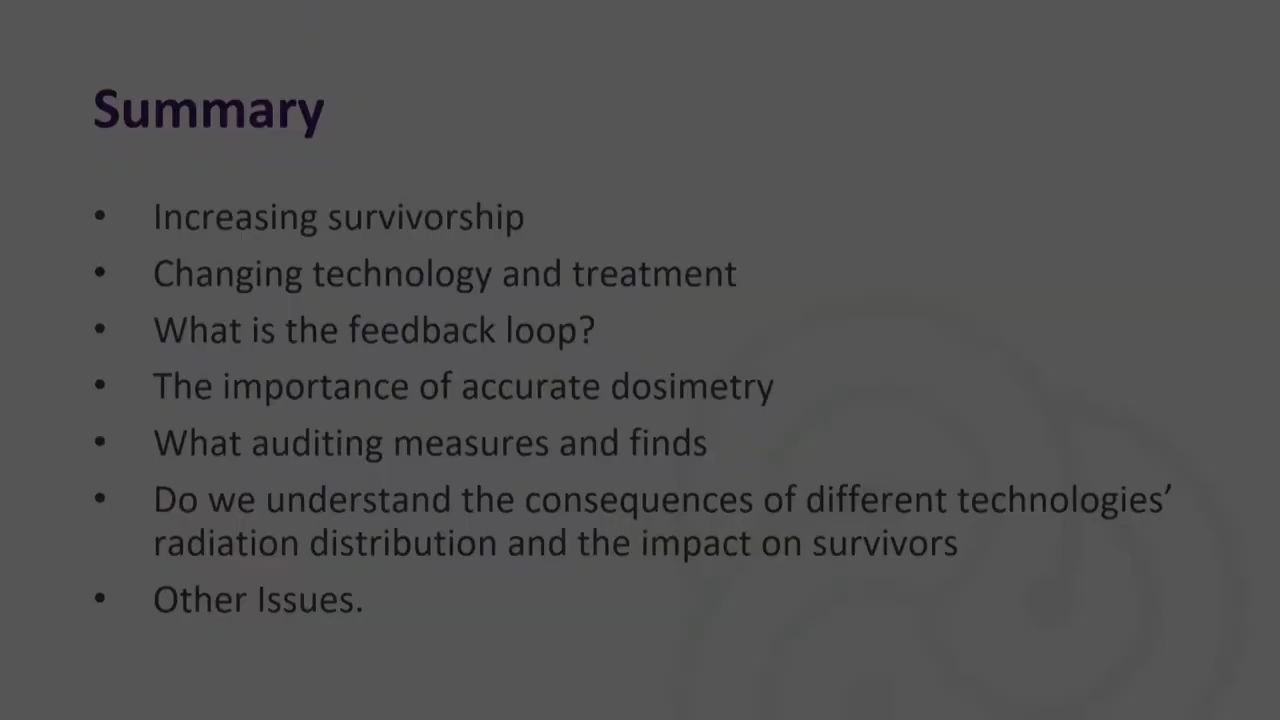 Summary
• Increasing survivorship
• Changing technology and treatment
• What is the feedback loop?
• The importance of accurate dosimetry
• What auditing measures and finds
• Do we understand the consequences of different technologies’
radiation distribution and the impact on survivors
• Other Issues.